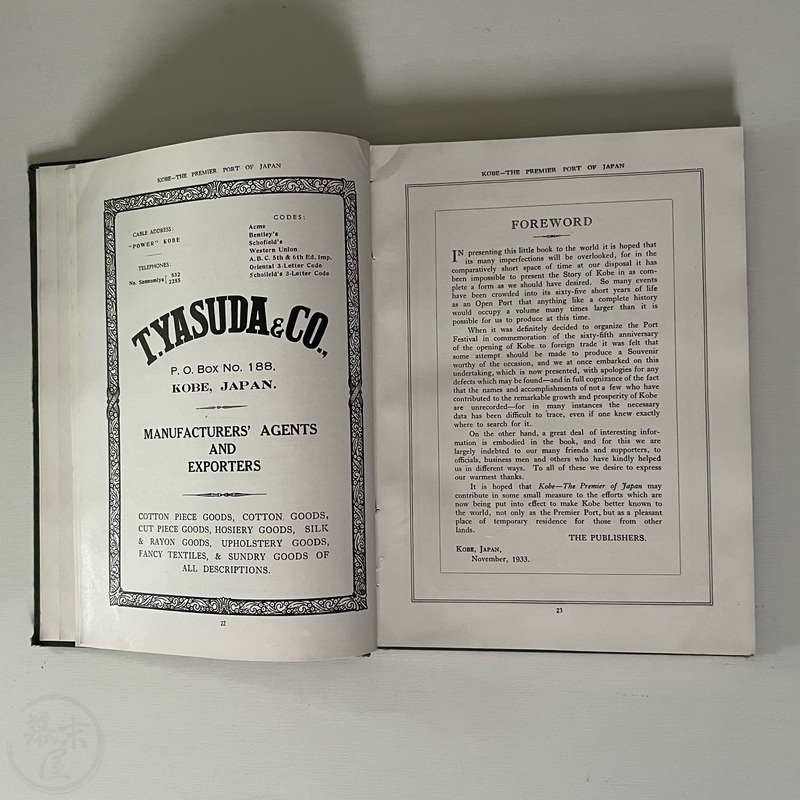 KOBE—THE PREMIER PORT OF JAPAN
CABLE ADDRESS:
"POWER" KOBE
TELEPHONES:
No. Sannomiya 532
2285
CODES:
Acme
Bentley's
Schofield's
Western Union
A.B.C. 5th & 6th Ed. Imp.
Oriental 3-Letter Code
Schofield's 3-Letter Code
T. YASUDA & CO.,
P. O. Box No. 188,
KOBE, JAPAN.
MANUFACTURERS' AGENTS
AND
EXPORTERS
COTTON PIECE GOODS, COTTON GOODS,
CUT PIECE GOODS, HOSIERY GOODS, SILK
& RAYON GOODS, UPHOLSTERY GOODS,
FANCY TEXTILES, & SUNDRY GOODS OF
ALL DESCRIPTIONS.
22
KOBE—THE PREMIER PORT OF JAPAN
FOREWORD
IN presenting this little book to the world it is hoped that
its many imperfections will be overlooked, for in the
comparatively short space of time at our disposal it has
been impossible to present the Story of Kobe in as com-
plete a form as we should have desired. So many events
have been crowded into its sixty-five short years of life
as an Open Port that anything like a complete history
would occupy a volume many times larger than it is
possible for us to produce at this time.
When it was definitely decided to organize the Port
Festival in commemoration of the sixty-fifth anniversary
of the opening of Kobe to foreign trade it was felt that
some attempt should be made to produce a Souvenir
worthy of the occasion, and we at once embarked on this
undertaking, which is now presented, with apologies for any
defects which may be found—and in full cognizance of the fact
that the names and accomplishments of not a few who have
contributed to the remarkable growth and prosperity of Kobe
are unrecorded—for in many instances the necessary
data has been difficult to trace, even if one knew exactly
where to search for it.
On the other hand, a great deal of interesting infor-
mation is embodied in the book, and for this we are
largely indebted to our many friends and supporters, to
officials, business men and others who have kindly helped
us in different ways. To all of these we desire to express
our warmest thanks.
It is hoped that Kobe—The Premier of Japan may
contribute in some small measure to the efforts which are
now being put into effect to make Kobe better known to
the world, not only as the Premier Port, but as a pleasant
place of temporary residence for those from other
lands.
THE PUBLISHERS.
KOBE, JAPAN,
November, 1933.
23
幕末
屋